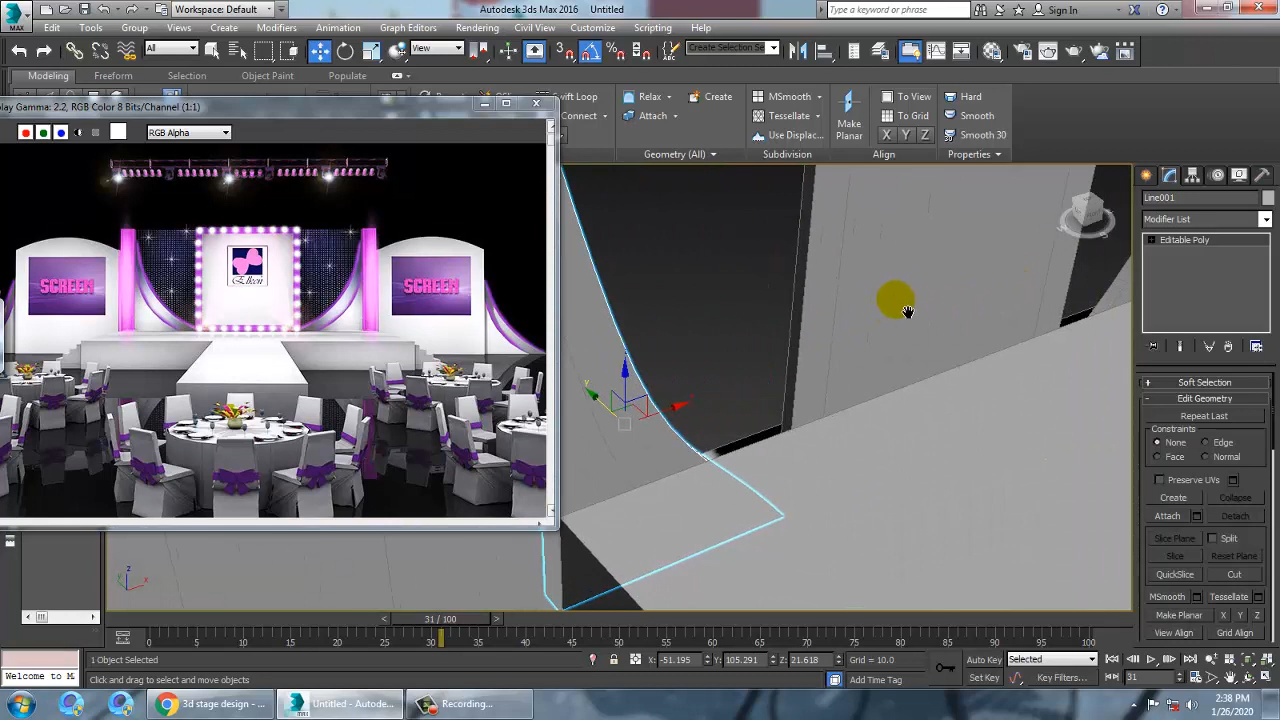 Workspace: Default
Autodesk 3ds Max 2016 Untitled
Type a keyword or phrase
Sign In
MAX
Edit Tools Group Views Create Modifiers Animation Graph Editors Rendering Civil View Customize Scripting Help
All
View
Create Selection Se
Modeling Freeform Selection Object Paint Populate
play Gamma: 2.2, RGB Color 8 Bits/Channel (1:1)
RGB Alpha
Swift Loop
Connect
Relax
Create
Attach
MSmooth
Tessellate
Use Displac...
Make
Planar
To View
To Grid
X Y Z
Hard
Smooth
Smooth 30
Geometry (All)
Subdivision
Align
Properties
SCREEN
Elleen
SCREEN
Line001
Modifier List
Editable Poly
Soft Selection
Edit Geometry
Repeat Last
Constraints
None Edge
Face Normal
Preserve UVs
Create Collapse
Attach Detach
Slice Plane Split
Slice Reset Plane
QuickSlice Cut
MSmooth Tessellate
Make Planar X Y Z
View Align Grid Align
z
x
y
31 / 100
0 5 10 15 20 25 30 35 40 45 50 55 60 65 70 75 80 85 90 95 100
1 Object Selected
X: -51.195 Y: 105.291 Z: 21.618 Grid = 10.0
Auto Key Selected
Welcome to M
Click and drag to select and move objects
Add Time Tag
Set Key Key Filters...
31
3d stage design - ...
Untitled - Autode...
Recording...
2:38 PM
1/26/2020